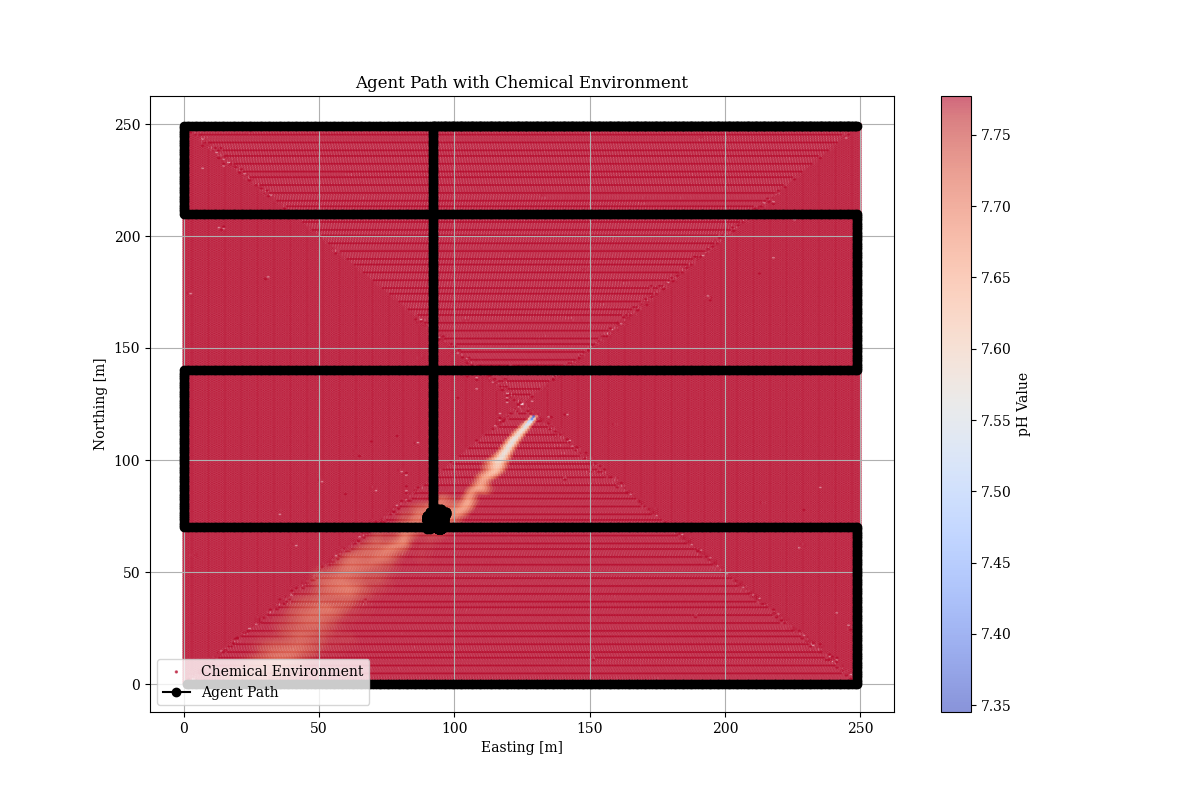 Agent Path with Chemical Environment
Northing [m]
250
200
150
100
50
0
0 50 100 150 200 250
Easting [m]
Chemical Environment
Agent Path
7.75
7.70
7.65
7.60
7.55
7.50
7.45
7.40
7.35
pH Value